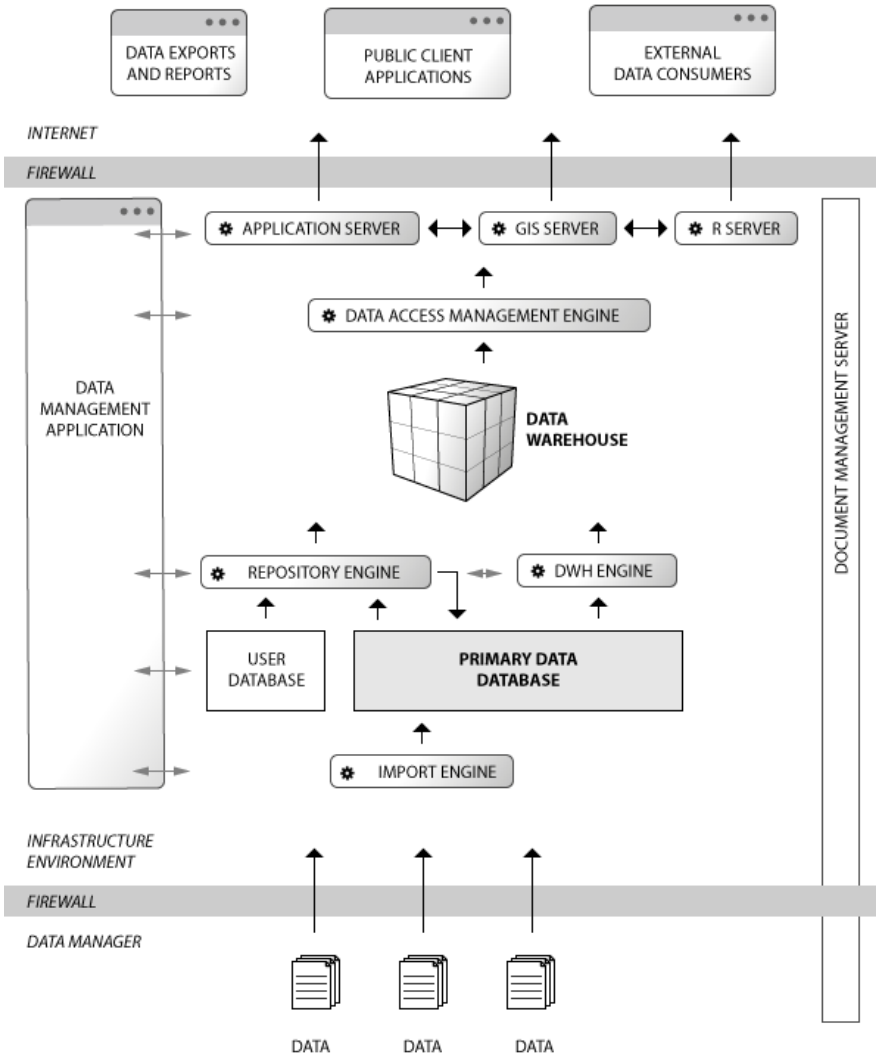 DATA EXPORTS
AND REPORTS
PUBLIC CLIENT
APPLICATIONS
EXTERNAL
DATA CONSUMERS
INTERNET
FIREWALL
APPLICATION SERVER
GIS SERVER
R SERVER
DATA ACCESS MANAGEMENT ENGINE
DATA
MANAGEMENT
APPLICATION
DATA
WAREHOUSE
DOCUMENT MANAGEMENT SERVER
REPOSITORY ENGINE
DWH ENGINE
USER
DATABASE
PRIMARY DATA
DATABASE
IMPORT ENGINE
INFRASTRUCTURE
ENVIRONMENT
FIREWALL
DATA MANAGER
DATA
DATA
DATA